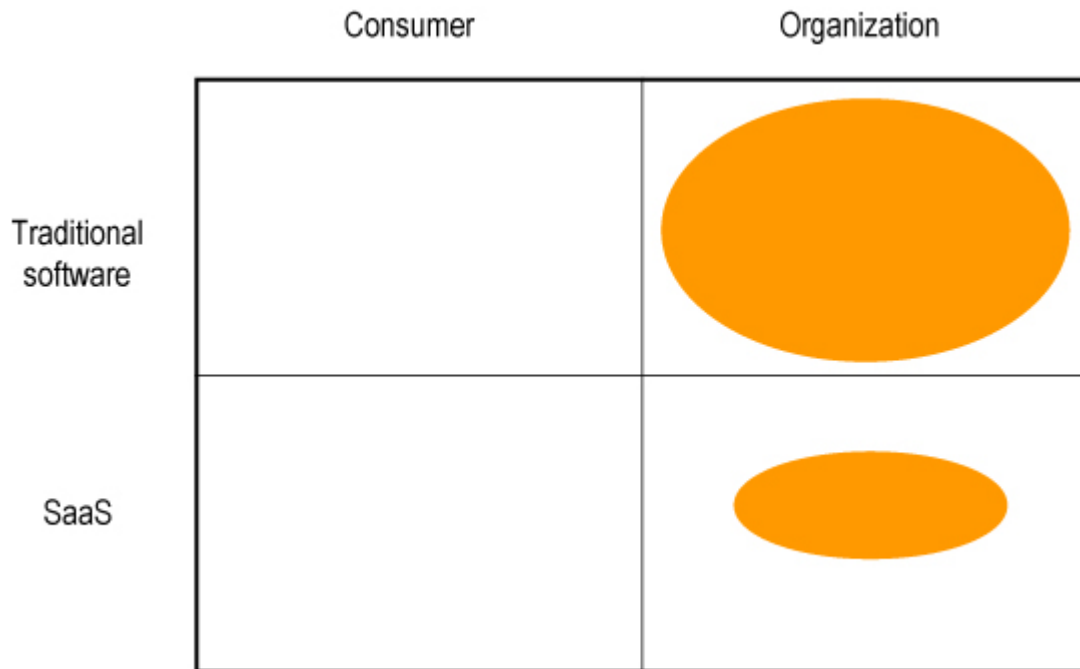 Consumer
Organization
Traditional
software
SaaS